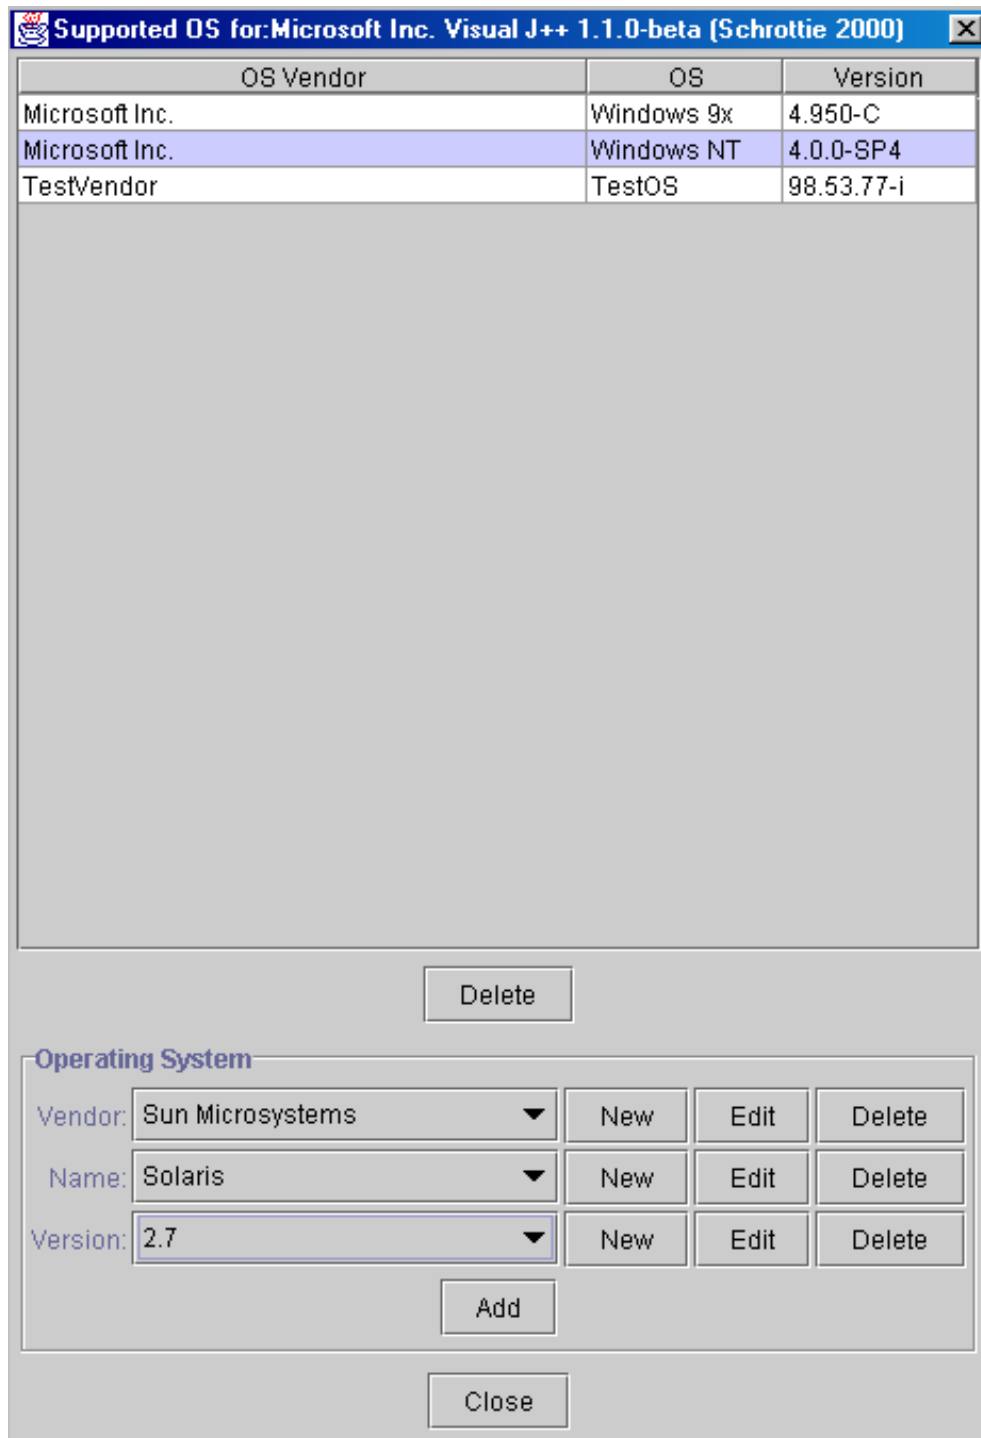 Supported OS for:Microsoft Inc. Visual J++ 1.1.0-beta (Schrottie 2000)
OS Vendor OS Version
Microsoft Inc. Windows 9x 4.950-C
Microsoft Inc. Windows NT 4.0.0-SP4
TestVendor TestOS 98.53.77-i
Delete
Operating System
Vendor: Sun Microsystems New Edit Delete
Name: Solaris New Edit Delete
Version: 2.7 New Edit Delete
Add
Close